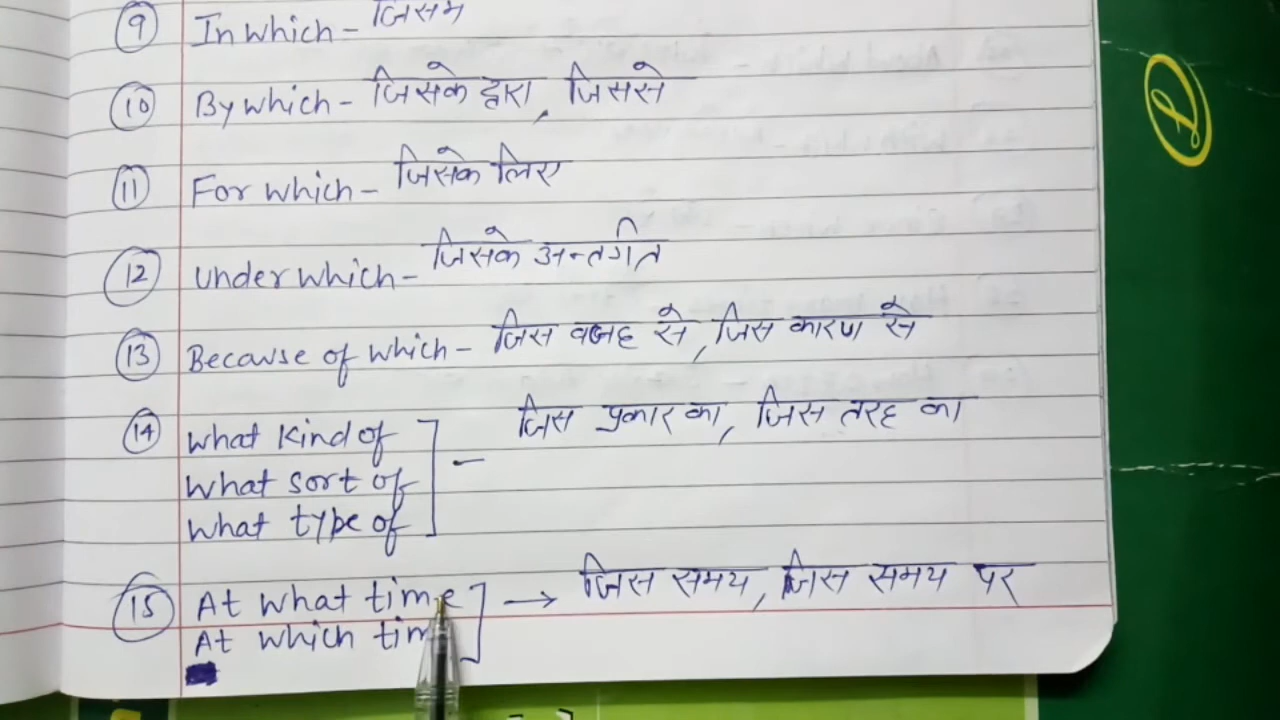 9 In which - जिसमे
10 By which - जिसके द्वारा, जिससे
11 For which - जिसके लिए
12 Under which - जिसके अन्तर्गत
13 Because of which - जिस वजह से, जिस कारण से
14 What kind of - जिस प्रकार का, जिस तरह का
What sort of
What type of
15 At what time → जिस समय, जिस समय पर
At which tim